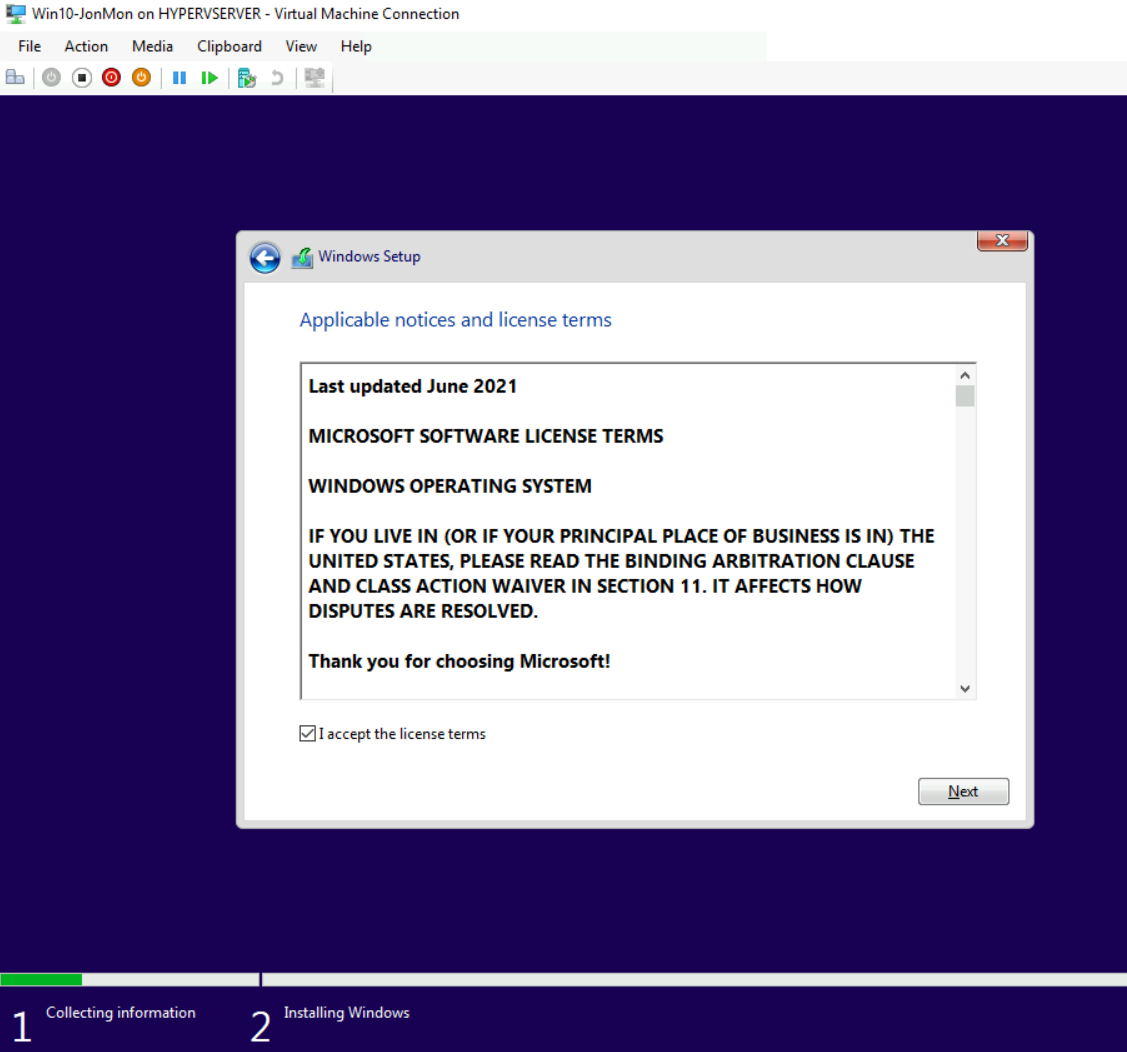 Win10-JonMon on HYPERVSERVER - Virtual Machine Connection
File Action Media Clipboard View Help
Windows Setup
Applicable notices and license terms
Last updated June 2021
MICROSOFT SOFTWARE LICENSE TERMS
WINDOWS OPERATING SYSTEM
IF YOU LIVE IN (OR IF YOUR PRINCIPAL PLACE OF BUSINESS IS IN) THE
UNITED STATES, PLEASE READ THE BINDING ARBITRATION CLAUSE
AND CLASS ACTION WAIVER IN SECTION 11. IT AFFECTS HOW
DISPUTES ARE RESOLVED.
Thank you for choosing Microsoft!
I accept the license terms
Next
1 Collecting information
2 Installing Windows